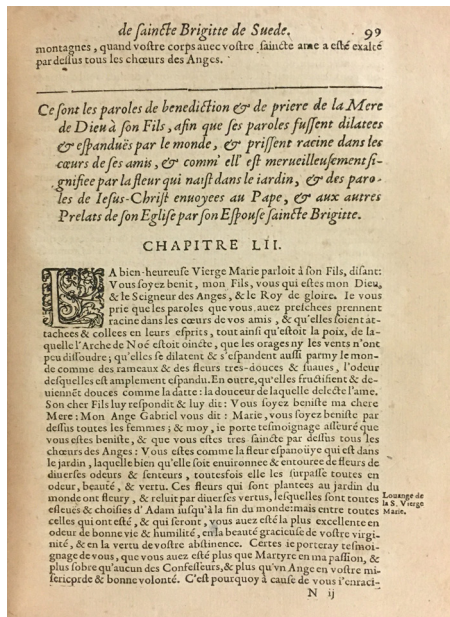 de sainCte Brigitte de Suede. 99
montagnes, quand vostre corps auec vostre saincte ame a esté exalté
par dessus tous les chœurs des Anges.
Ce sont les paroles de benediction & de priere de la Mere
de Dieu à son Fils, afin que ses paroles fussent dilatees
& espanduës par le monde, & prissent racine dans les
cœurs de ses amis, & comm' ell' est merueilleusement si-
gnifiee par la fleur qui naist dans le iardin, & des paro-
les de Iesus-Christ enuoyees au Pape, & aux autres
Prelats de son Eglise par son Espouse saincte Brigitte.
CHAPITRE LII.
LA bien-heureuse Vierge Marie parloit à son Fils, disant:
Vous soyez benit, mon Fils, vous qui estes mon Dieu,
& le Seigneur des Anges, & le Roy de gloire. Ie vous
prie que les paroles que vous auez preschees prennent
racine dans les cœurs de vos amis, & qu'elles soient at-
tachees & collees en leurs esprits, tout ainsi qu'estoit la poix, de la-
quelle l'Arche de Noé estoit oincte, que les orages ny les vents n'ont
peu dissoudre; qu'elles se dilatent & s'espandent aussi parmy le mon-
de comme des rameaux & des fleurs tres-douces & suaues, l'odeur
desquelles est amplement espandu. En outre, qu'elles fructifient & de-
uiennẽt douces comme la datte: la douceur de laquelle delecte l'ame.
Son cher Fils luy respondit & luy dit: Vous soyez beniste ma chere
Mere: Mon Ange Gabriel vous dit: Marie, vous soyez beniste par
dessus toutes les femmes; & moy, ie porte tesmoignage asseuré que
vous estes beniste, & que vous estes tres saincte par dessus tous les
chœurs des Anges: Vous estes comme la fleur espanoüye qui est dans
le jardin, laquelle bien qu'elle soit enuironnee & entouree de fleurs de
diuerses odeurs & senteurs, toutesfois elle les surpasse toutes en
odeur, beauté, & vertu. Ces fleurs qui sont plantees au jardin du
monde ont fleury, & reluit par diuerses vertus, lesquelles sont toutes
esleuës & choisies d'Adam iusqu'à la fin du monde: mais entre toutes
celles qui ont esté, & qui seront, vous auez esté la plus excellente en
odeur de bonne vie & humilité, en la beauté gracieuse de vostre virgi-
nité, & en la vertu de vostre abstinence. Certes ie porteray tesmoi-
gnage de vous, que vous auez esté plus que Martyre en ma passion, &
plus sobre qu'aucun des Confesseurs, & plus qu'vn Ange en vostre mi-
sericorde & bonne volonté. C'est pourquoy à cause de vous i'enraci-
Louange de
la S. Vierge
Marie.
N ij